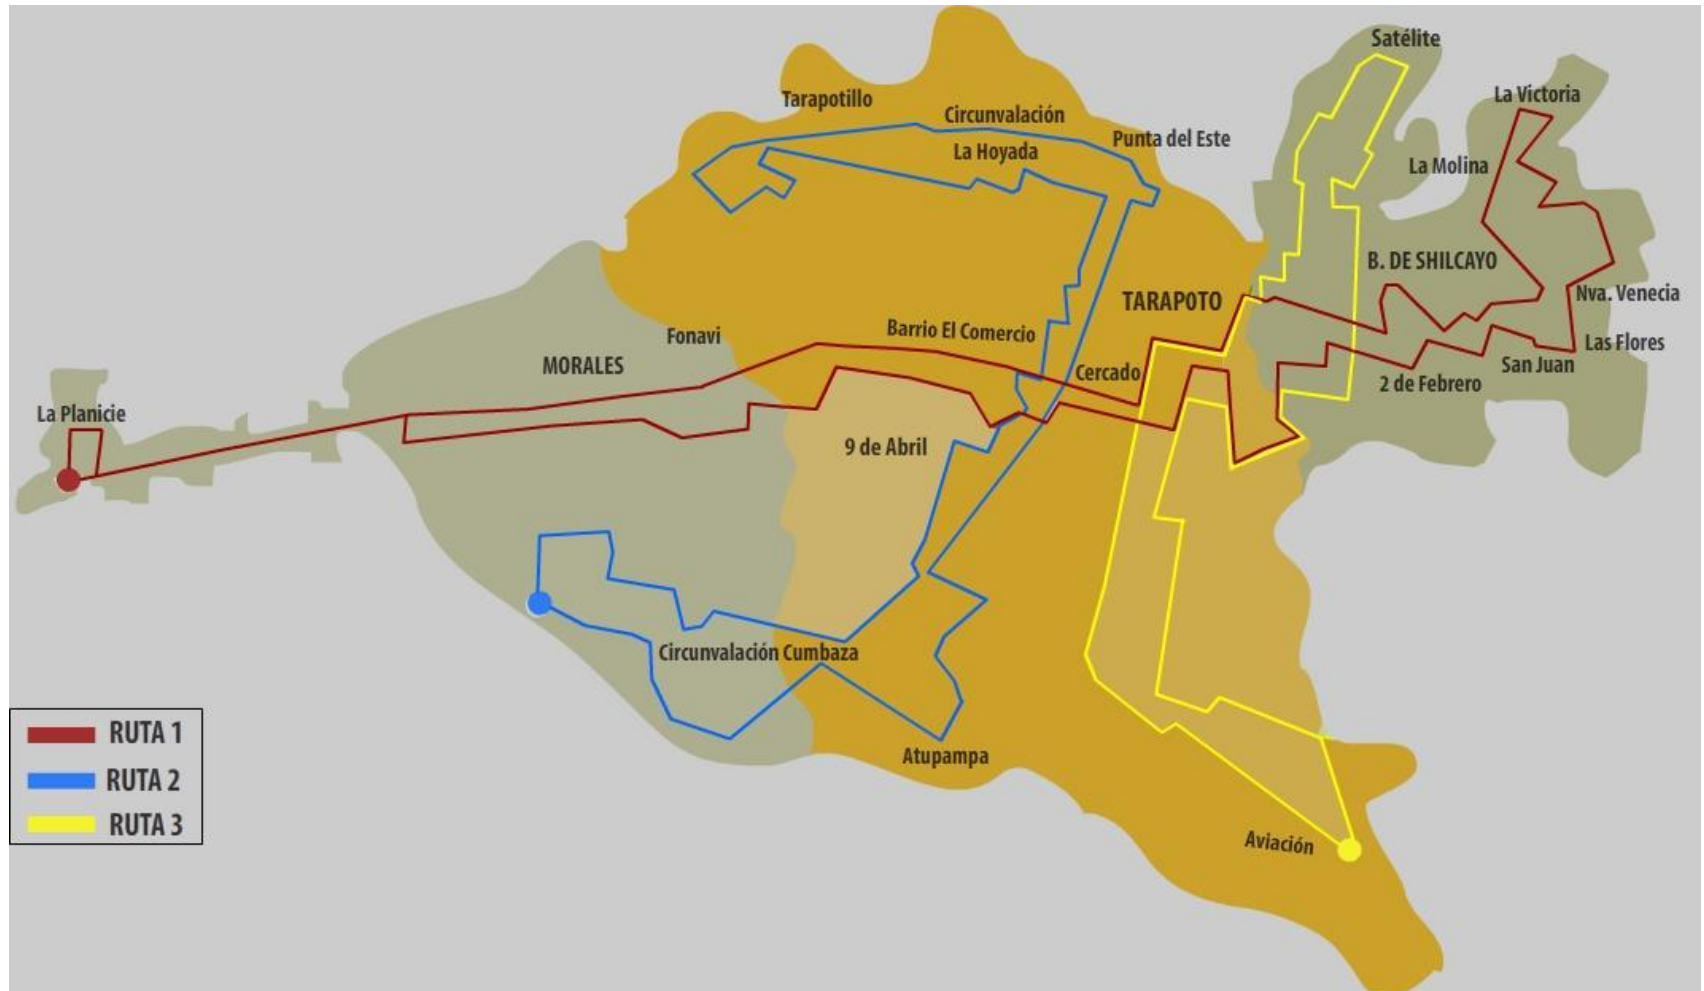 Satélite
La Victoria
Tarapotillo
Circunvalación
Punta del Este
La Hoyada
La Molina
B. DE SHILCAYO
TARAPOTO
Nva. Venecia
Fonavi
Barrio El Comercio
MORALES
Cercado
Las Flores
San Juan
2 de Febrero
La Planicie
9 de Abril
Circunvalación Cumbaza
Atupampa
Aviación
RUTA 1
RUTA 2
RUTA 3